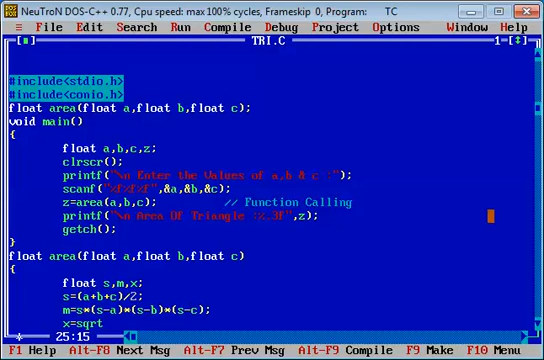 NeuTroN DOS-C++ 0.77, Cpu speed: max 100% cycles, Frameskip 0, Program: TC
≡ File Edit Search Run Compile Debug Project Options Window Help
TRI.C 1
#include<stdio.h>
#include<conio.h>
float area(float a,float b,float c);
void main()
{
float a,b,c,z;
clrscr();
printf("\n Enter the Values of a,b & c :");
scanf("%f%f%f",&a,&b,&c);
z=area(a,b,c); // Function Calling
printf("\n Area Of Triangle :%.3f",z);
getch();
}
float area(float a,float b,float c)
{
float s,m,x;
s=(a+b+c)/2;
m=s*(s-a)*(s-b)*(s-c);
x=sqrt
* 25:15
F1 Help Alt-F8 Next Msg Alt-F7 Prev Msg Alt-F9 Compile F9 Make F10 Menu